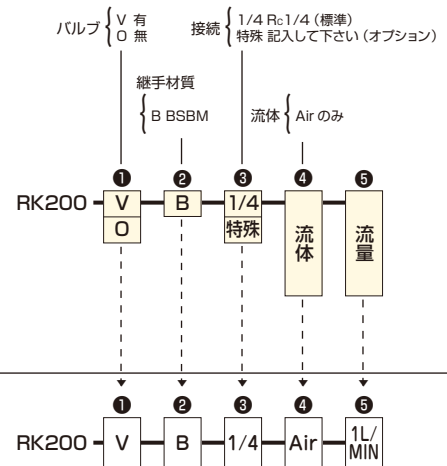 バルブ { V 有
O 無
接続 { 1/4 Rc1/4（標準）
特殊 記入して下さい（オプション）
継手材質
{ B BSBM
流体 { Air のみ
❶ ❷ ❸ ❹ ❺
RK200 V B 1/4 流体 流量
O 特殊
❶ ❷ ❸ ❹ ❺
RK200 V B 1/4 Air 1L/
MIN